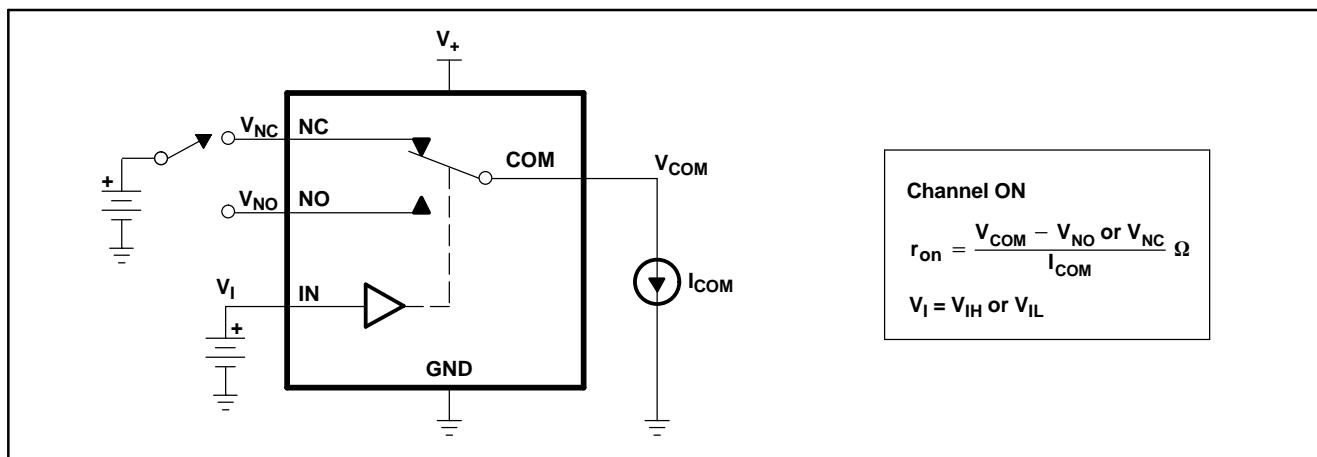 V+
VNC NC
COM
VCOM
VNO NO
+
VI IN
+
ICOM
GND
Channel ON
ron = VCOM − VNO or VNC
ICOM Ω
VI = VIH or VIL